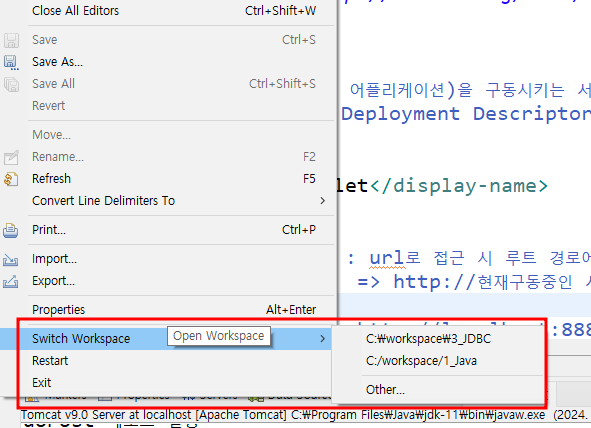 Close All Editors Ctrl+Shift+W
Save Ctrl+S
Save As...
Save All Ctrl+Shift+S
Revert
어플리케이션)을 구동시키는 서
Deployment Descriptor
Move...
Rename... F2
Refresh F5
let</display-name>
Convert Line Delimiters To
Print... Ctrl+P
Import...
: url로 접근 시 루트 경로에
Export...
=> http://현재구동중인
Properties Alt+Enter
Switch Workspace
Open Workspace
C:₩workspace₩3_JDBC
:888
Restart
C:/workspace/1_Java
Exit
Other...
Markers Properties Servers Data Source
Tomcat v9.0 Server at localhost [Apache Tomcat] C:₩Program Files₩Java₩jdk-11₩bin₩javaw.exe (2024.